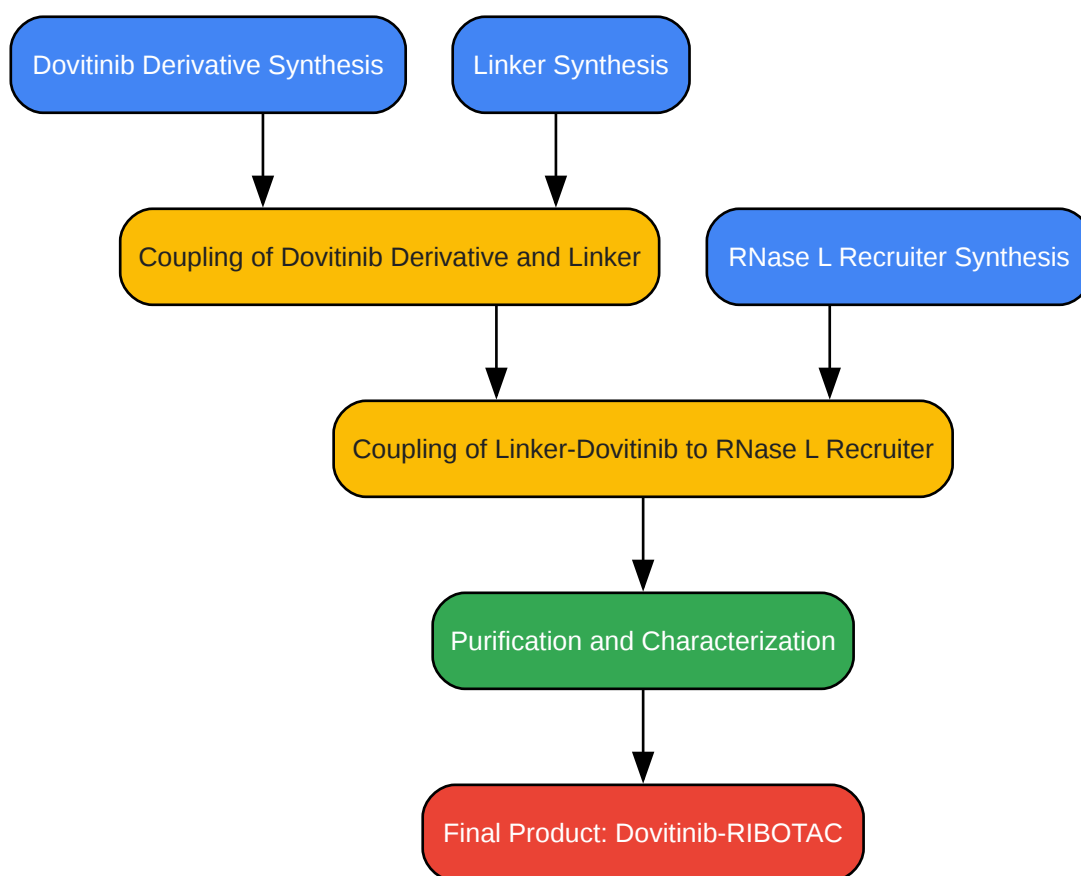 Dovitinib Derivative Synthesis
Linker Synthesis
Coupling of Dovitinib Derivative and Linker
RNase L Recruiter Synthesis
Coupling of Linker-Dovitinib to RNase L Recruiter
Purification and Characterization
Final Product: Dovitinib-RIBOTAC